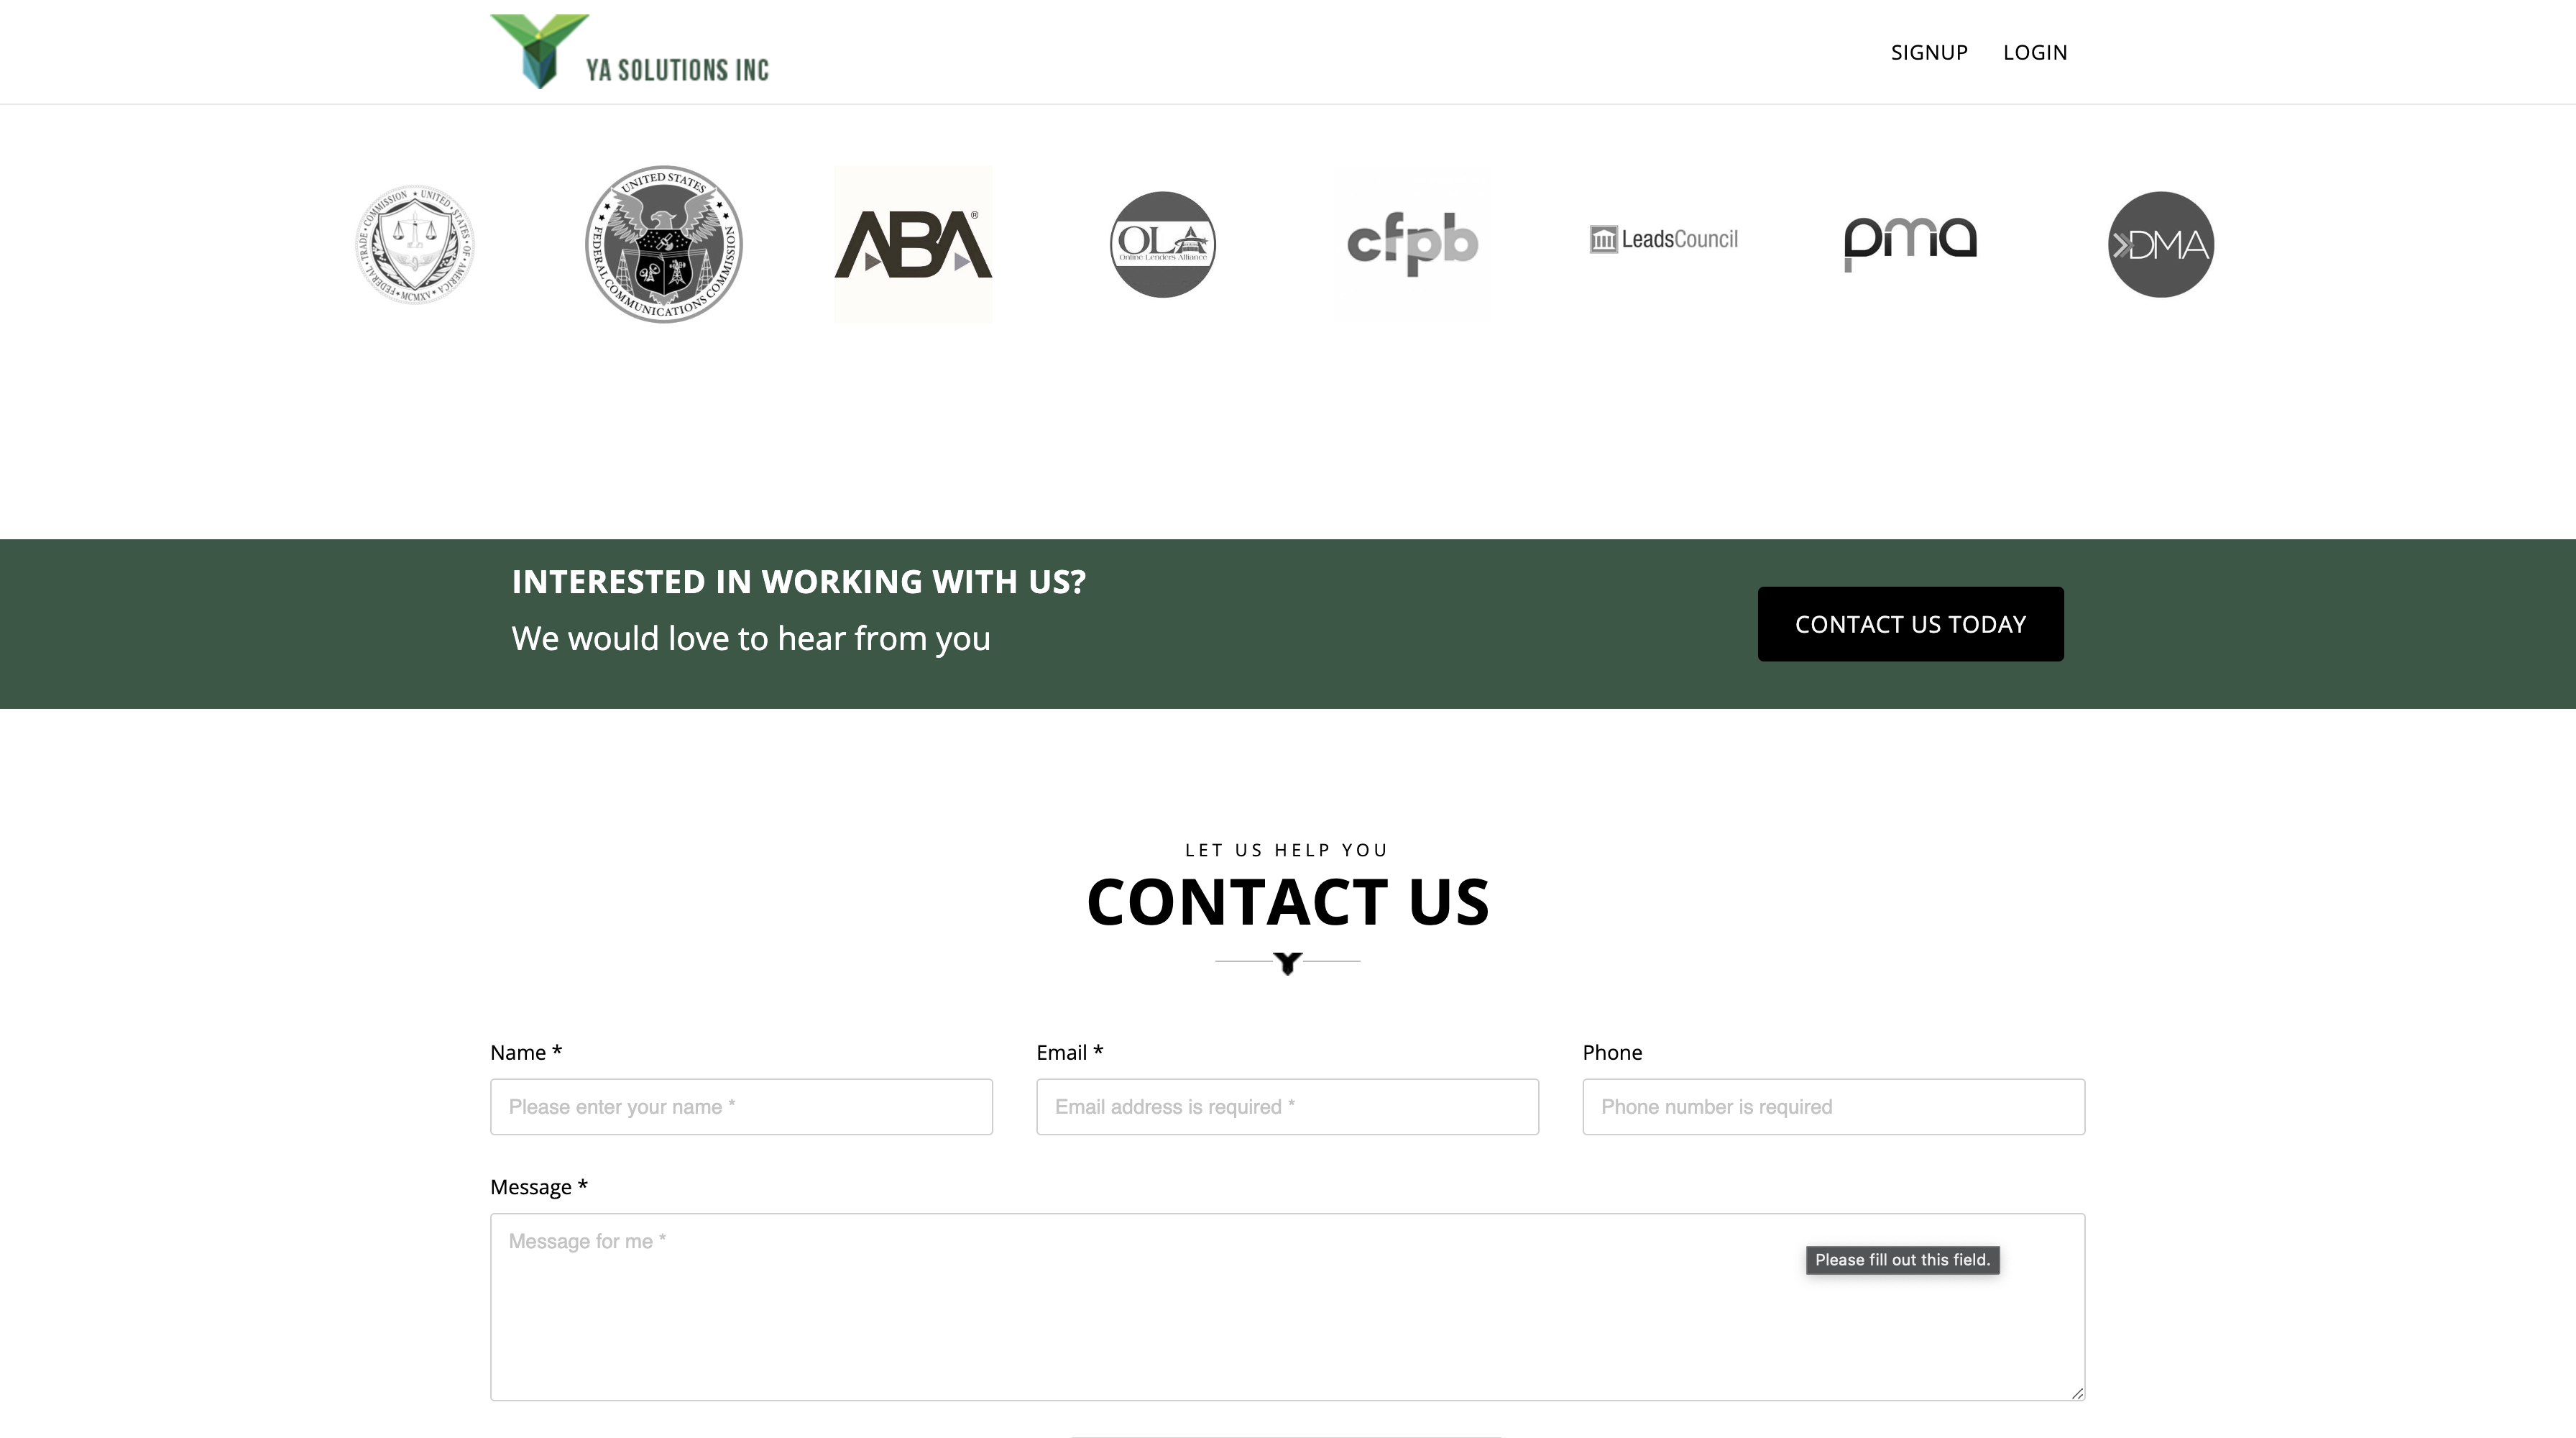 YA SOLUTIONS INC
SIGNUP LOGIN
FEDERAL • TRADE • COMMISSION ★ UNITED • STATES • OF • AMERICA • MCMXV
UNITED STATES
FEDERAL COMMUNICATIONS COMMISSION
ABA®
OLA
Online Lenders Alliance
cfpb
LeadsCouncil
pma
DMA
INTERESTED IN WORKING WITH US?
We would love to hear from you
CONTACT US TODAY
LET US HELP YOU
CONTACT US
Name * Email * Phone
Please enter your name * Email address is required * Phone number is required
Message *
Message for me *
Please fill out this field.